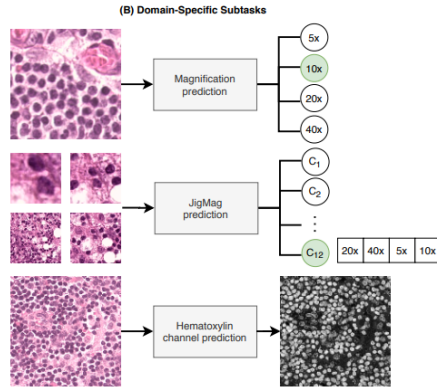 (B) Domain-Specific Subtasks
Magnification
prediction
5x
10x
20x
40x
JigMag
prediction
C1
C2
⋮
C12
20x 40x 5x 10x
Hematoxylin
channel prediction